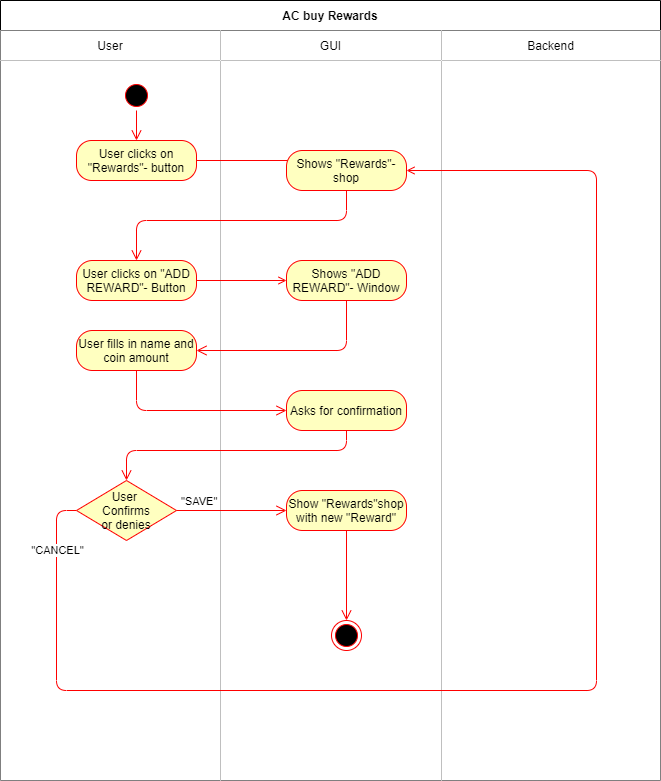 AC buy Rewards
User
GUI
Backend
User clicks on
"Rewards"- button
Shows "Rewards"-
shop
User clicks on "ADD
REWARD"- Button
Shows "ADD
REWARD"- Window
User fills in name and
coin amount
Asks for confirmation
User
Confirms
or denies
"SAVE"
Show "Rewards"shop
with new "Reward"
"CANCEL"